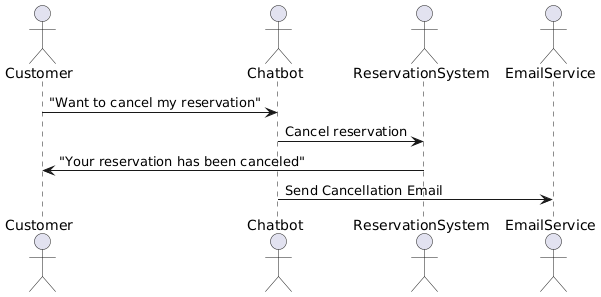 Customer Chatbot ReservationSystem EmailService
"Want to cancel my reservation"
Cancel reservation
"Your reservation has been canceled"
Send Cancellation Email
Customer Chatbot ReservationSystem EmailService